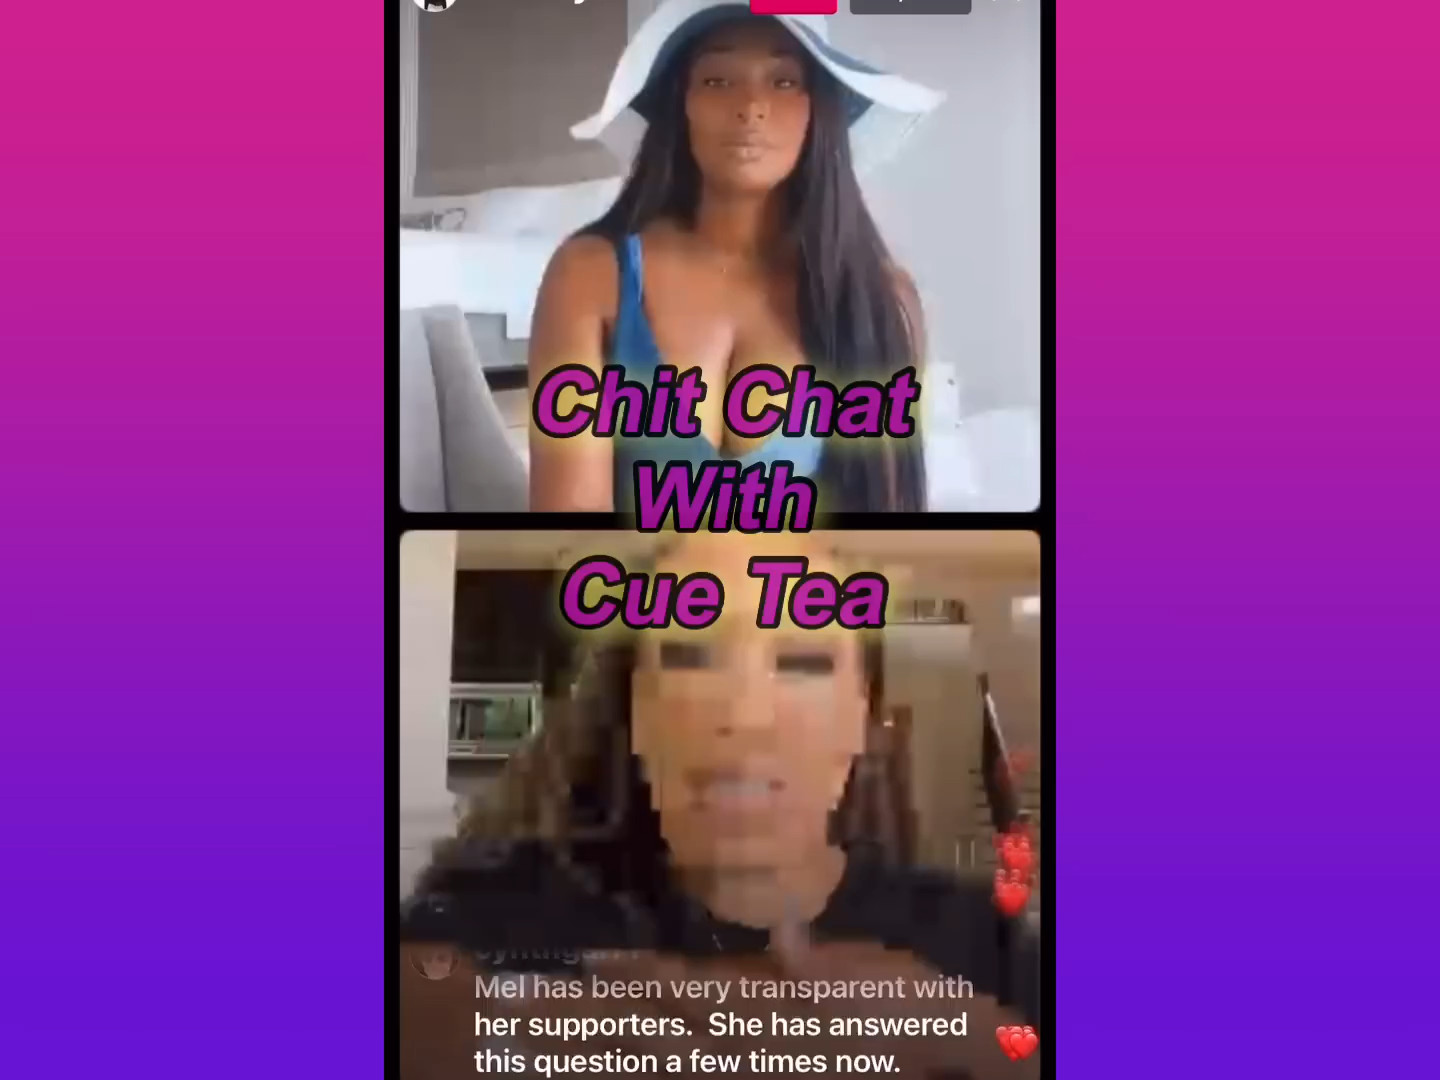 Chit Chat
With
Cue Tea
Mel has been very transparent with
her supporters.  She has answered
this question a few times now.